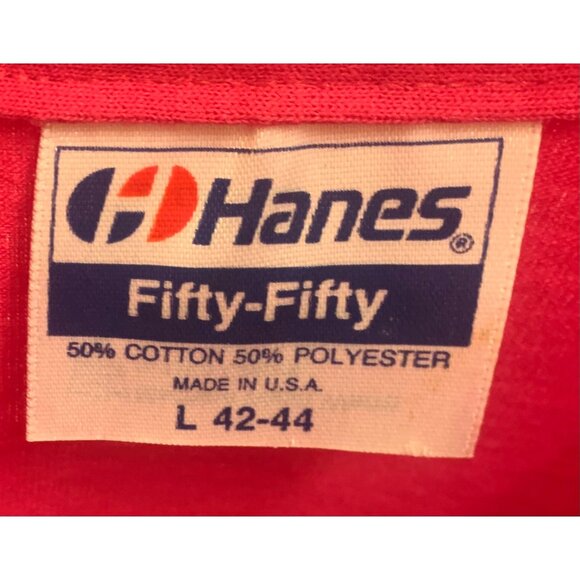 Hanes®
Fifty-Fifty
50% COTTON 50% POLYESTER
MADE IN U.S.A.
L 42-44